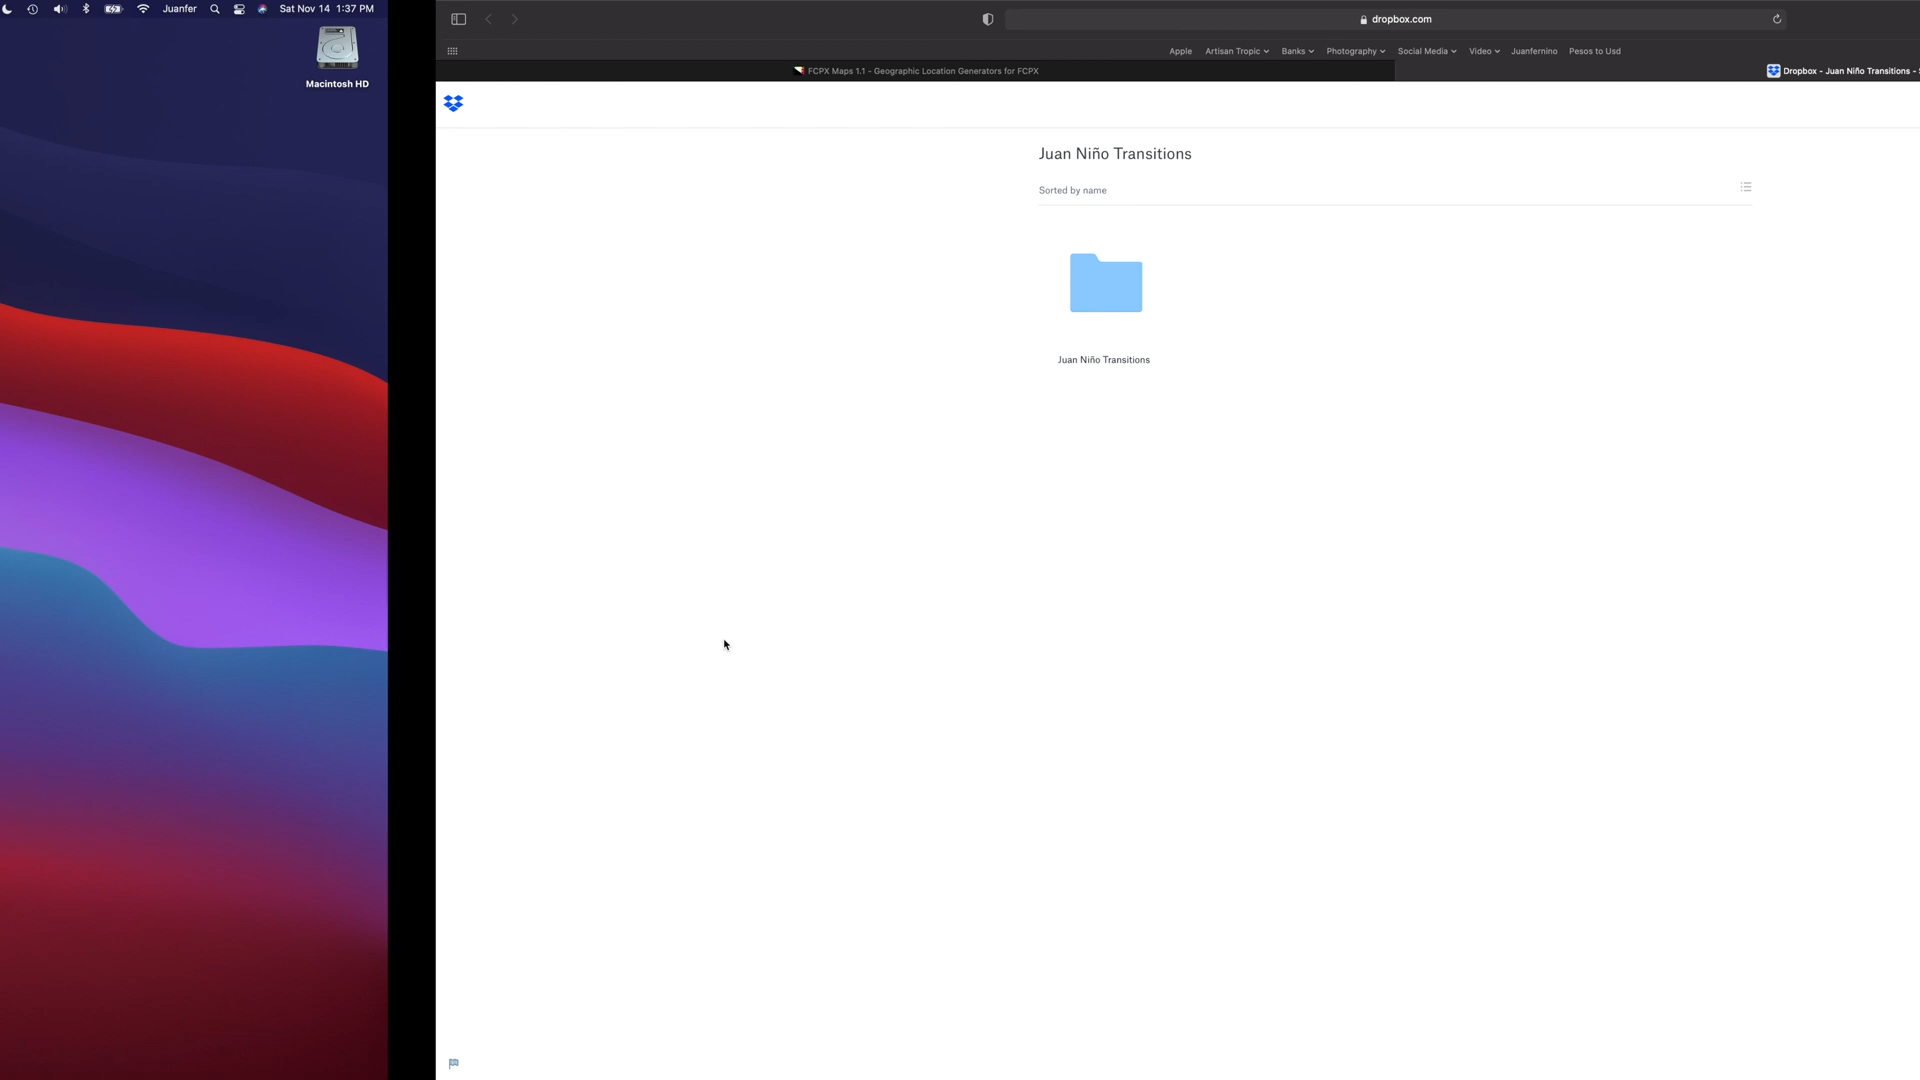 Juanfer
Sat Nov 14 1:37 PM
Macintosh HD
dropbox.com
Apple Artisan Tropic Banks Photography Social Media Video Juanfernino Pesos to Usd
FCPX Maps 1.1 - Geographic Location Generators for FCPX
Dropbox - Juan Niño Transitions -
Juan Niño Transitions
Sorted by name
Juan Niño Transitions